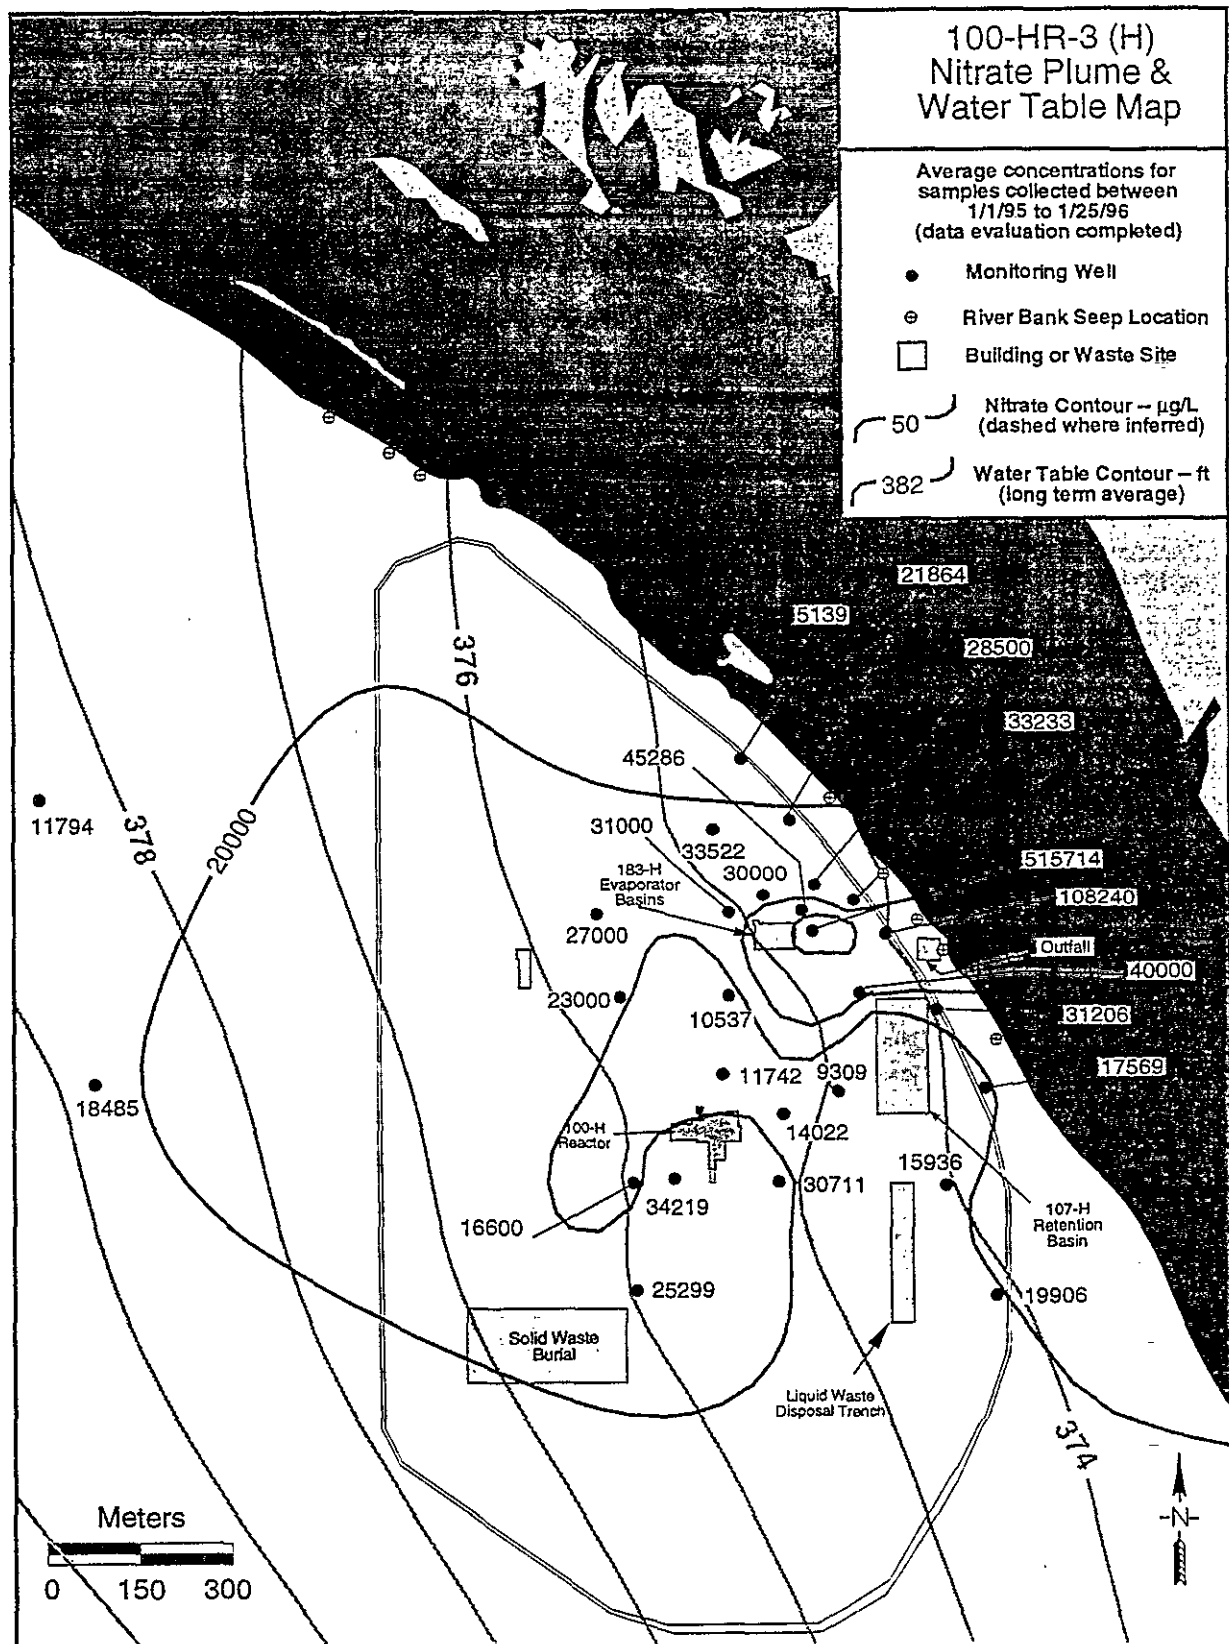 100-HR-3 (H)
Nitrate Plume &
Water Table Map
Average concentrations for
samples collected between
1/1/95 to 1/25/96
(data evaluation completed)
Monitoring Well
River Bank Seep Location
Building or Waste Site
50
Nitrate Contour – µg/L
(dashed where inferred)
382
Water Table Contour – ft
(long term average)
21864
5139
28500
376
33233
45286
11794
378
20000
31000
33522
30000
183-H
Evaporator
Basins
515714
108240
27000
Outfall
40000
23000
10537
31206
11742
9309
17569
18485
100-H
Reactor
14022
15936
30711
34219
16600
107-H
Retention
Basin
25299
19906
Solid Waste
Burial
Liquid Waste
Disposal Trench
374
-N-
Meters
0 150 300